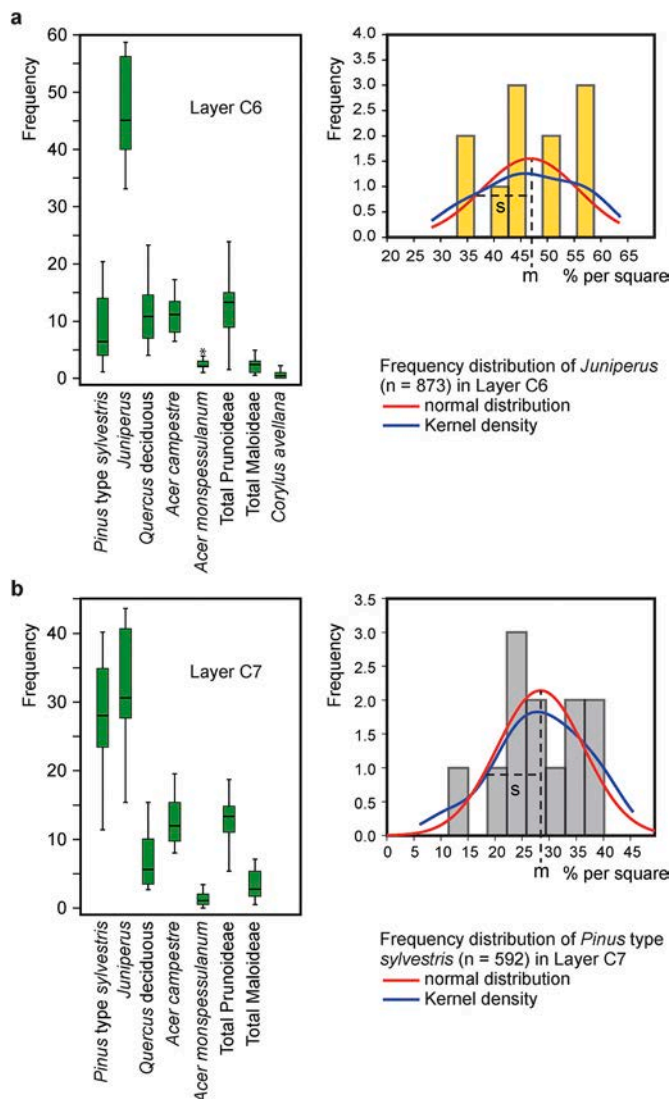 a
Frequency
60
50
40
30
20
10
0
Layer C6
Pinus type sylvestris
Juniperus
Quercus deciduous
Acer campestre
Acer monspessulanum
Total Prunoideae
Total Maloideae
Corylus avellana
*
Frequency
4.0
3.5
3.0
2.5
2.0
1.5
1.0
0.5
0.0
s
20 25 30 35 40 45 50 55 60 65
m % per square
Frequency distribution of Juniperus
(n = 873) in Layer C6
normal distribution
Kernel density
b
Frequency
40
30
20
10
0
Layer C7
Pinus type sylvestris
Juniperus
Quercus deciduous
Acer campestre
Acer monspessulanum
Total Prunoideae
Total Maloideae
Frequency
3.5
3.0
2.5
2.0
1.5
1.0
0.5
0.0
s
0 5 10 15 20 25 30 35 40 45
m % per square
Frequency distribution of Pinus type
sylvestris (n = 592) in Layer C7
normal distribution
Kernel density